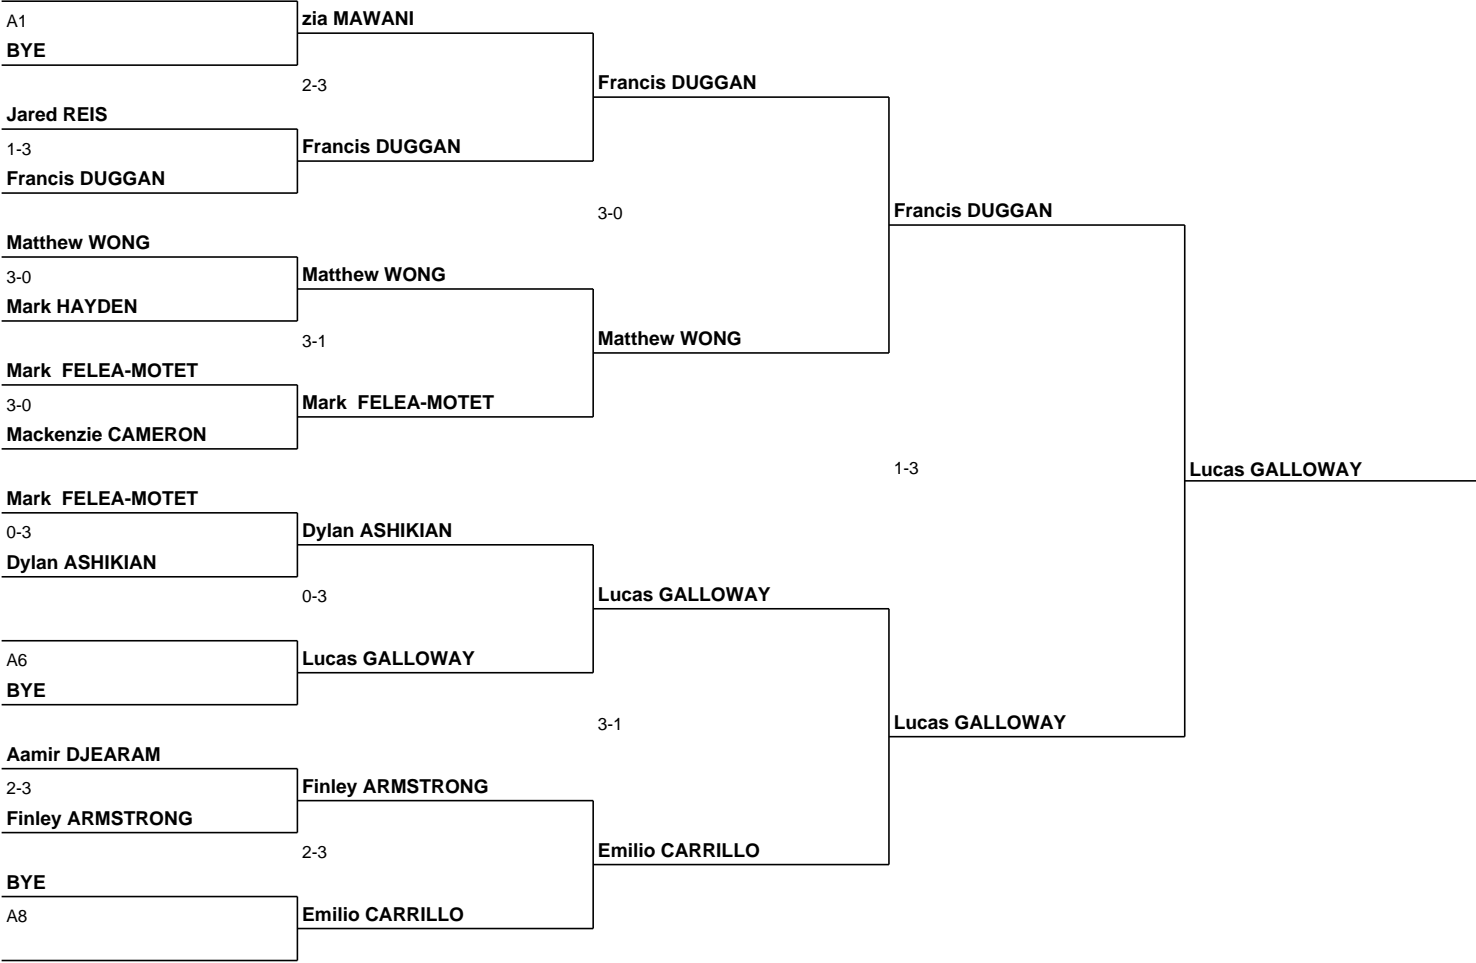 A1
BYE
zia MAWANI
2-3
Francis DUGGAN
Jared REIS
1-3
Francis DUGGAN
Francis DUGGAN
3-0
Francis DUGGAN
Matthew WONG
3-0
Mark HAYDEN
Matthew WONG
3-1
Matthew WONG
Mark  FELEA-MOTET
3-0
Mackenzie CAMERON
Mark  FELEA-MOTET
1-3
Lucas GALLOWAY
Mark  FELEA-MOTET
0-3
Dylan ASHIKIAN
Dylan ASHIKIAN
0-3
Lucas GALLOWAY
A6
BYE
Lucas GALLOWAY
3-1
Lucas GALLOWAY
Aamir DJEARAM
2-3
Finley ARMSTRONG
Finley ARMSTRONG
2-3
Emilio CARRILLO
BYE
A8
Emilio CARRILLO